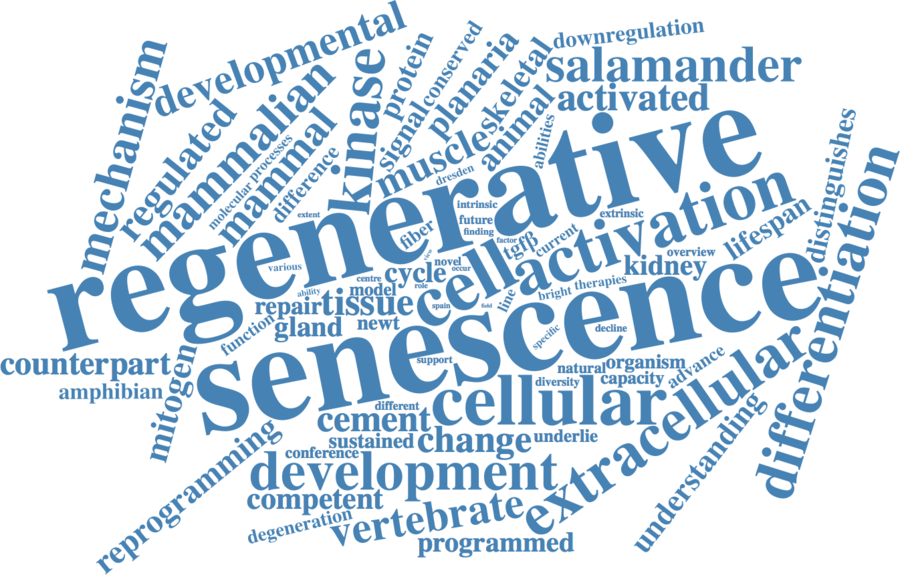 developmental
downregulation
mechanism
mammalian
kinase
protein
conserved
signal
planaria
skeletal
salamander
activated
regulated
molecular processes
mammal
difference
muscle
animal
abilities
dresden
regenerative
distinguishes
differentiation
extent
intrinsic
future
finding
factor
extrinsic
fiber
tgfβ
current
activation
lifespan
various
centre
cycle
novel
occur
cell
kidney
overview
ability
model
role
line
bright therapies
repair
tissue
spain
field
function
gland
newt
specific
decline
senescence
counterpart
amphibian
mitogen
support
natural
organism
capacity
advance
diversity
different
cement
cellular
extracellular
sustained
change
underlie
conference
reprogramming
development
competent
understanding
degeneration
vertebrate
programmed